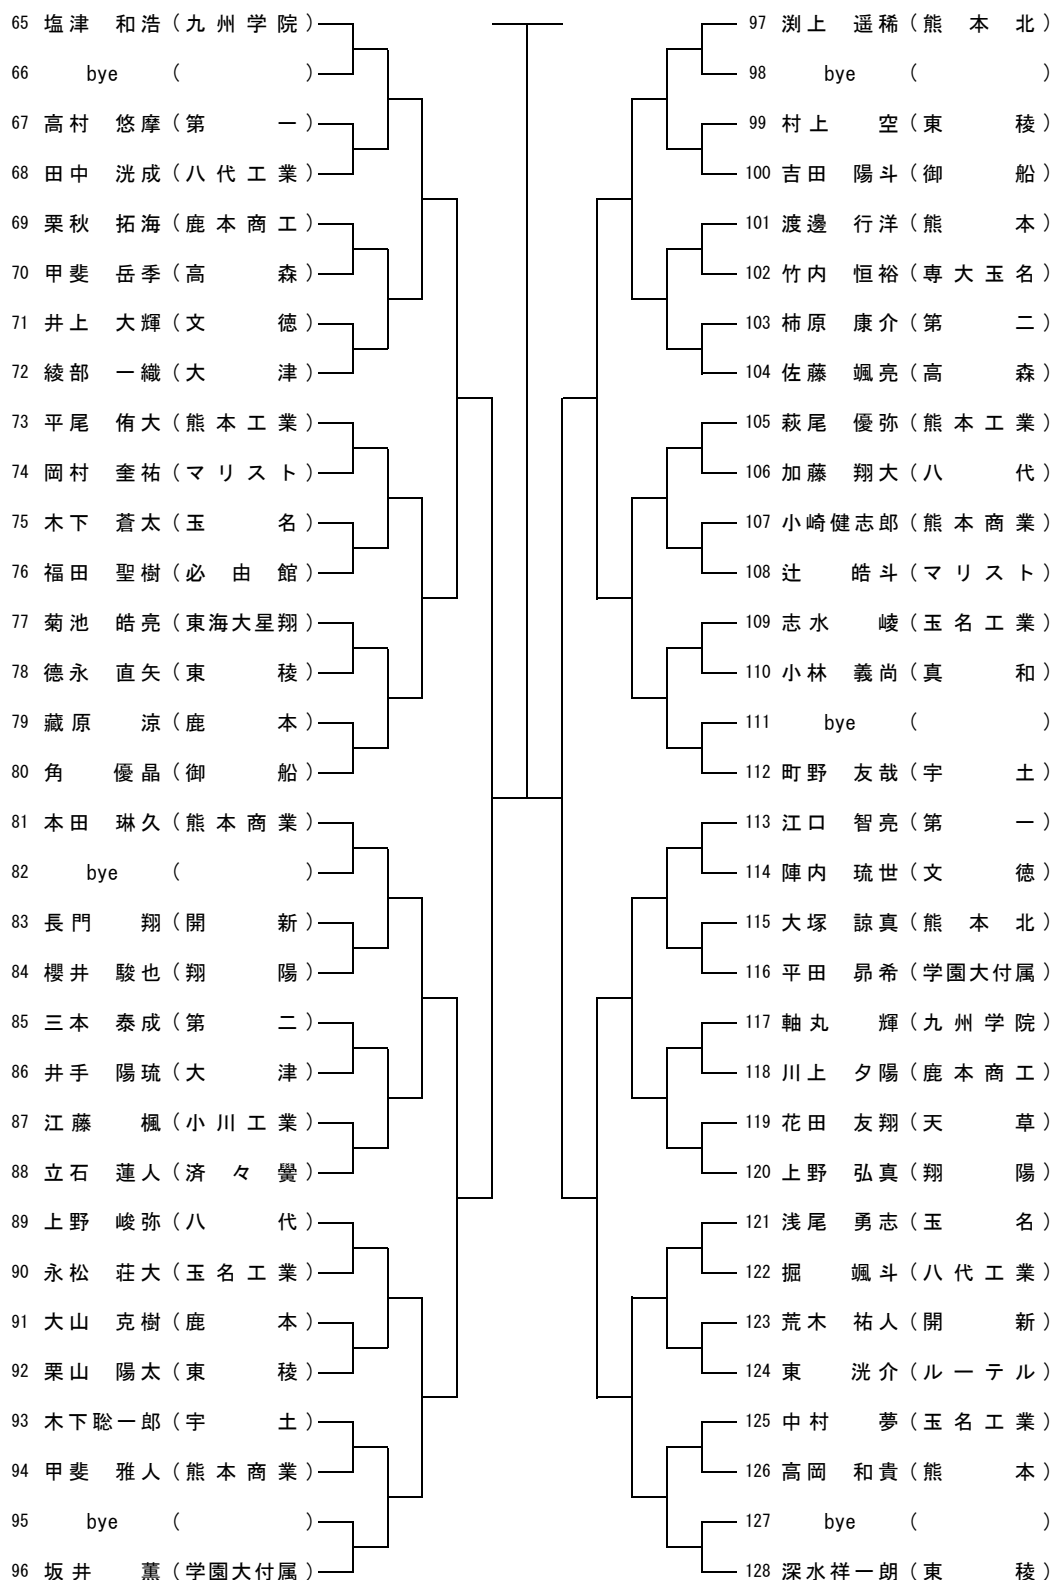 65 塩津 和浩（九州学院）
66 bye （ ）
67 高村 悠摩（第一）
68 田中 洸成（八代工業）
69 栗秋 拓海（鹿本商工）
70 甲斐 岳季（高森）
71 井上 大輝（文徳）
72 綾部 一織（大津）
73 平尾 侑大（熊本工業）
74 岡村 奎祐（マリスト）
75 木下 蒼太（玉名）
76 福田 聖樹（必由館）
77 菊池 皓亮（東海大星翔）
78 德永 直矢（東稜）
79 藏原 涼（鹿本）
80 角 優晶（御船）
81 本田 琳久（熊本商業）
82 bye （ ）
83 長門 翔（開新）
84 櫻井 駿也（翔陽）
85 三本 泰成（第二）
86 井手 陽琉（大津）
87 江藤 楓（小川工業）
88 立石 蓮人（済々黌）
89 上野 峻弥（八代）
90 永松 荘大（玉名工業）
91 大山 克樹（鹿本）
92 栗山 陽太（東稜）
93 木下聡一郎（宇土）
94 甲斐 雅人（熊本商業）
95 bye （ ）
96 坂井 薫（学園大付属）
97 渕上 遥稀（熊本北）
98 bye （ ）
99 村上 空（東稜）
100 吉田 陽斗（御船）
101 渡邊 行洋（熊本）
102 竹内 恒裕（専大玉名）
103 柿原 康介（第二）
104 佐藤 颯亮（高森）
105 萩尾 優弥（熊本工業）
106 加藤 翔大（八代）
107 小崎健志郎（熊本商業）
108 辻 皓斗（マリスト）
109 志水 崚（玉名工業）
110 小林 義尚（真和）
111 bye （ ）
112 町野 友哉（宇土）
113 江口 智亮（第一）
114 陣内 琉世（文徳）
115 大塚 諒真（熊本北）
116 平田 昴希（学園大付属）
117 軸丸 輝（九州学院）
118 川上 夕陽（鹿本商工）
119 花田 友翔（天草）
120 上野 弘真（翔陽）
121 浅尾 勇志（玉名）
122 掘 颯斗（八代工業）
123 荒木 祐人（開新）
124 東 洸介（ルーテル）
125 中村 夢（玉名工業）
126 高岡 和貴（熊本）
127 bye （ ）
128 深水祥一朗（東稜）